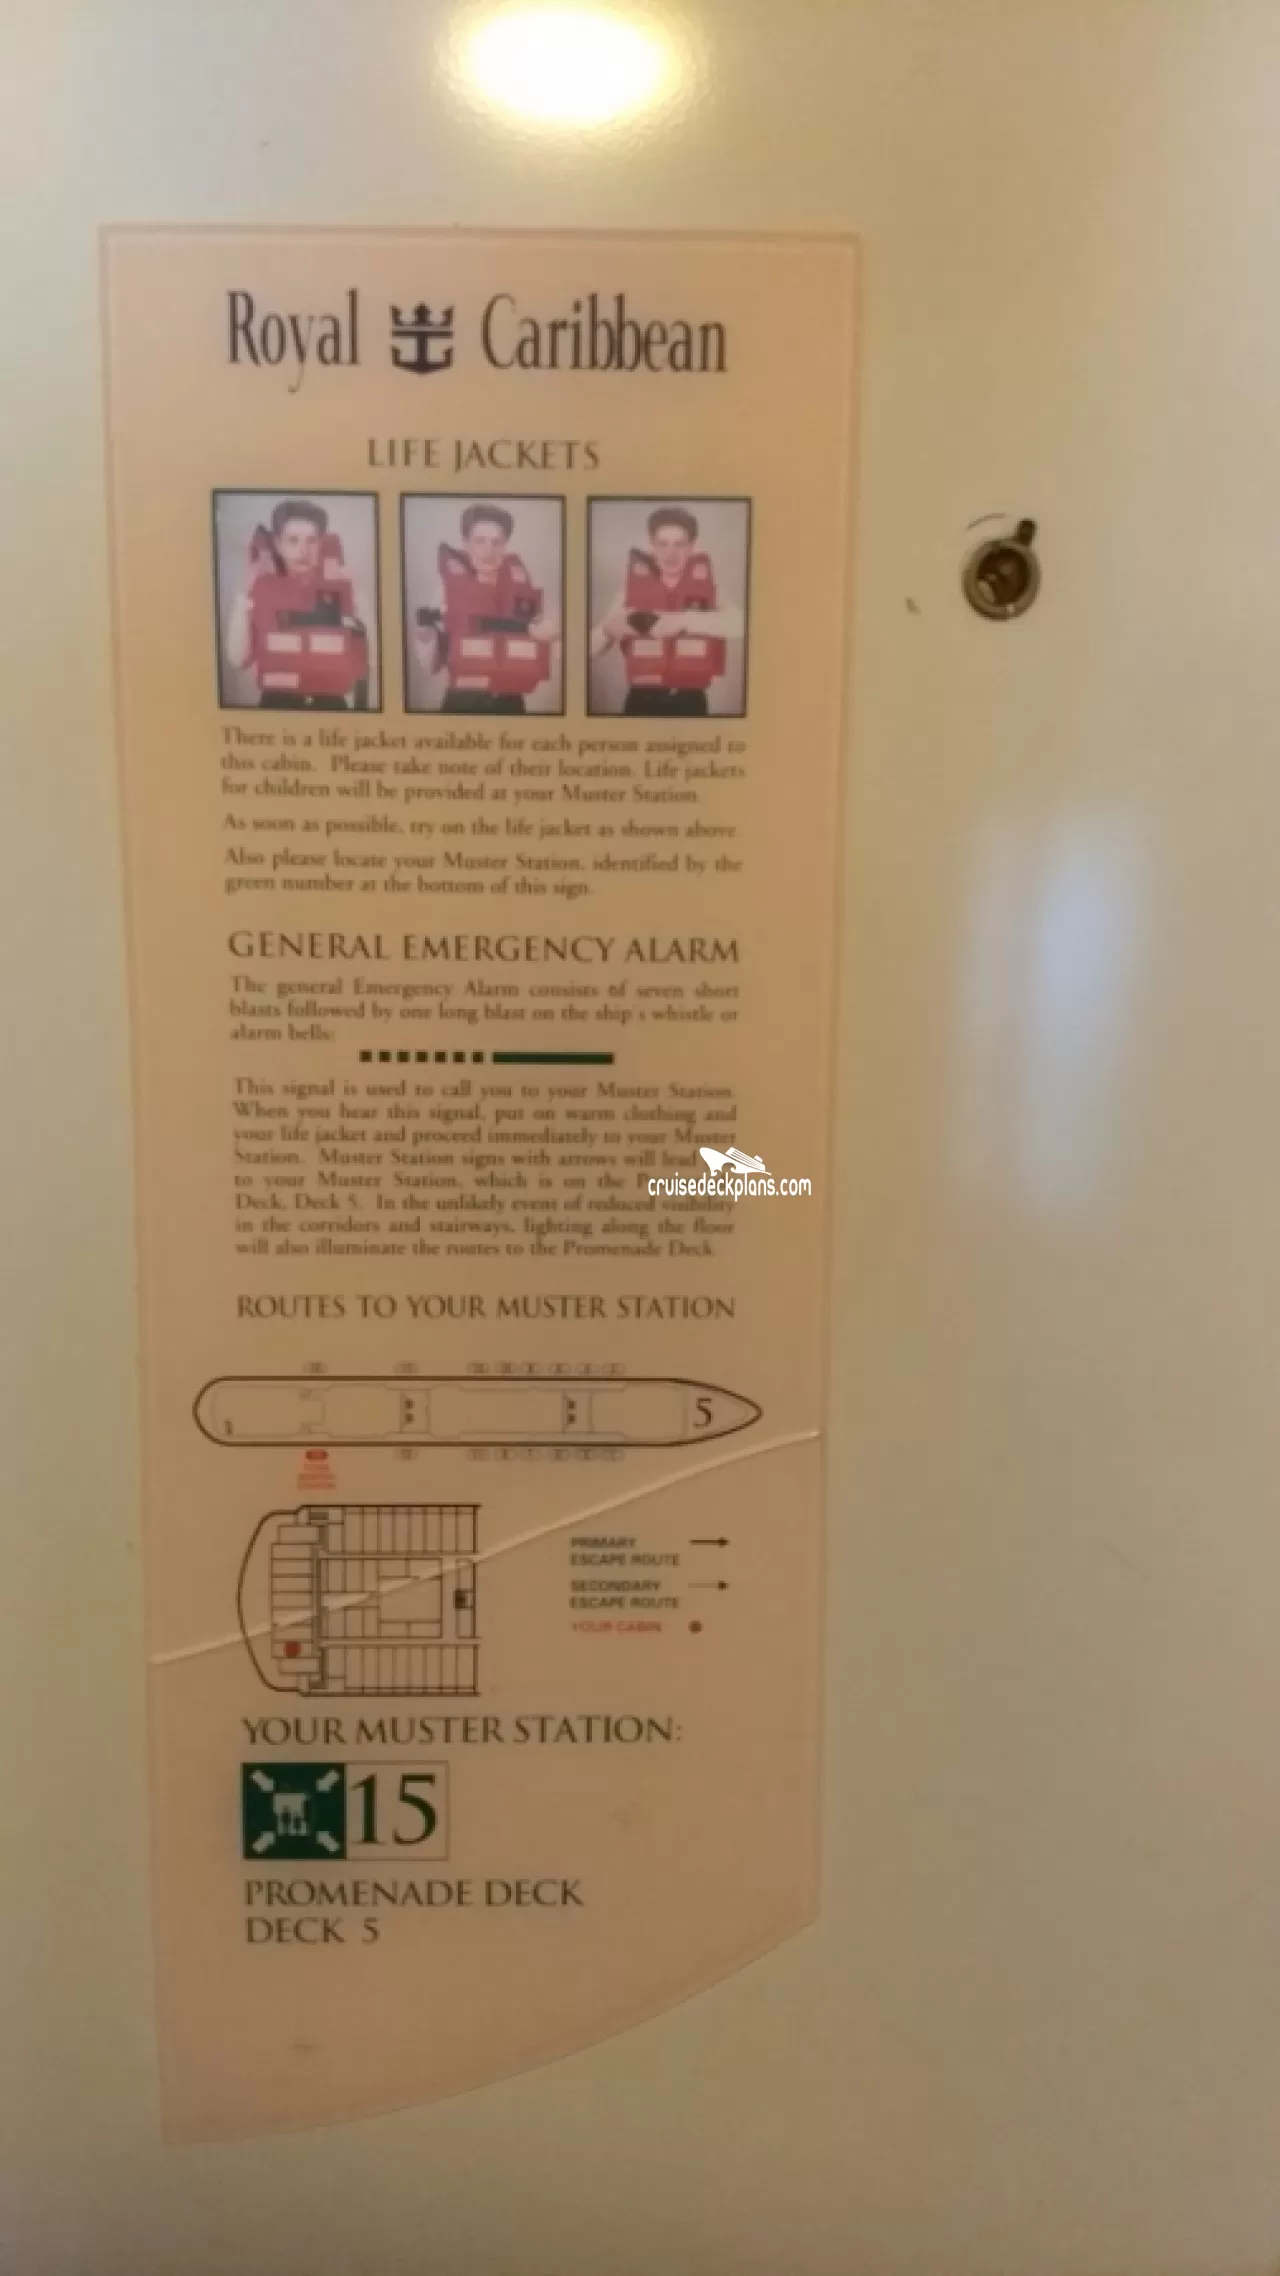 Royal Caribbean
LIFE JACKETS
There is a life jacket available for each person assigned to
this cabin. Please take note of their location. Life jackets
for children will be provided at your Muster Station.
As soon as possible, try on the life jacket as shown above.
Also please locate your Muster Station, identified by the
green number at the bottom of this sign.
GENERAL EMERGENCY ALARM
The general Emergency Alarm consists of seven short
blasts followed by one long blast on the ship's whistle or
alarm bells:
This signal is used to call you to your Muster Station.
When you hear this signal, put on warm clothing and
your life jacket and proceed immediately to your Muster
Station. Muster Station signs with arrows will lead
to your Muster Station, which is on the
Deck, Deck 5. In the unlikely event of reduced visibility
in the corridors and stairways, lighting along the floor
will also illuminate the routes to the Promenade Deck.
cruisedeckplans.com
ROUTES TO YOUR MUSTER STATION
5
PRIMARY
ESCAPE ROUTE
SECONDARY
ESCAPE ROUTE
YOUR CABIN
YOUR MUSTER STATION:
15
PROMENADE DECK
DECK 5